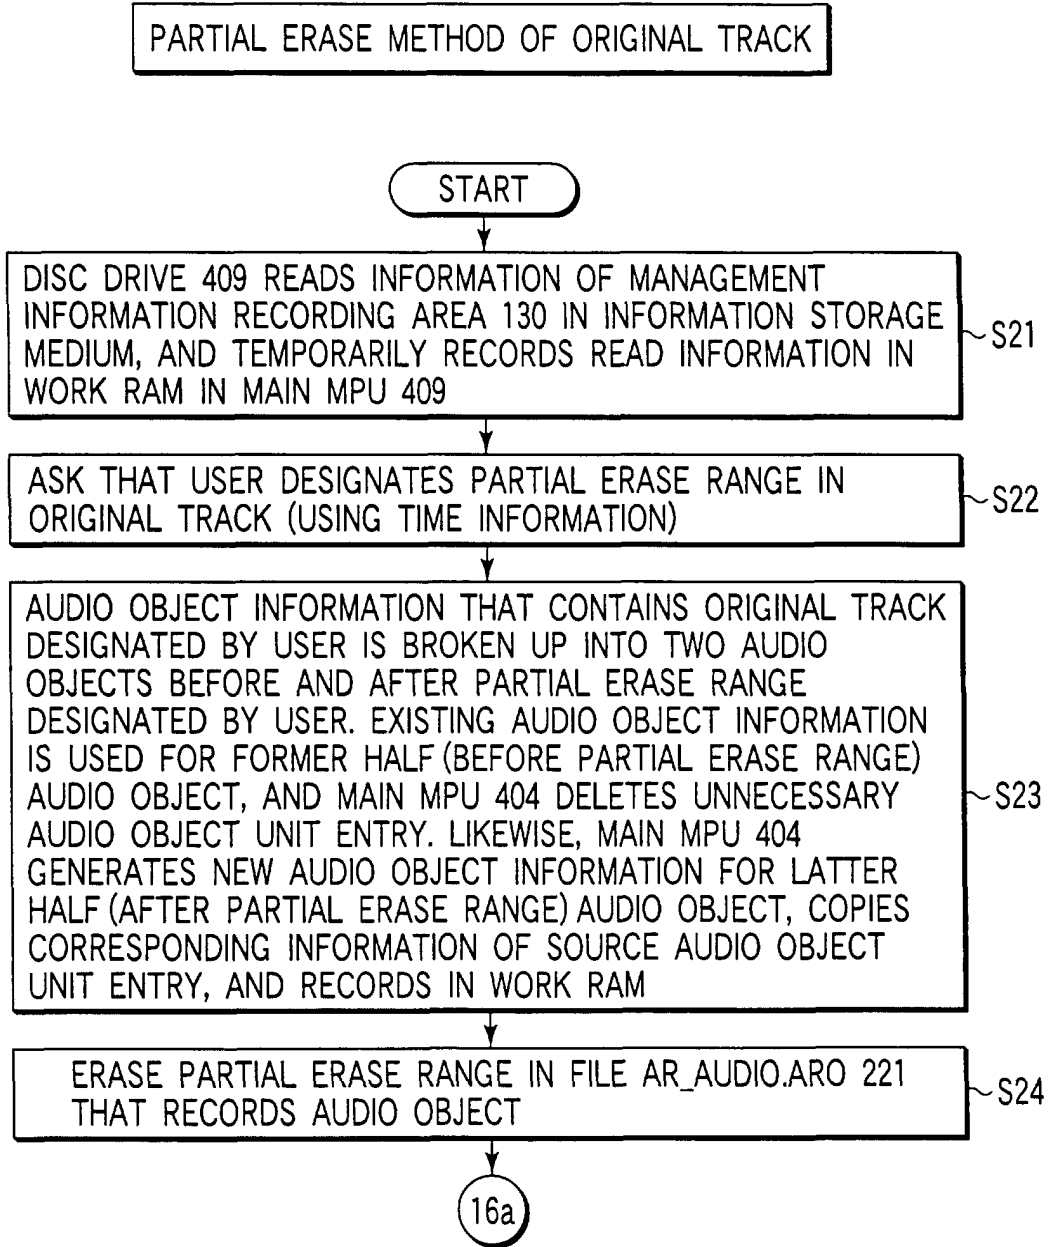 PARTIAL ERASE METHOD OF ORIGINAL TRACK
START
DISC DRIVE 409 READS INFORMATION OF MANAGEMENT
INFORMATION RECORDING AREA 130 IN INFORMATION STORAGE
MEDIUM, AND TEMPORARILY RECORDS READ INFORMATION IN
WORK RAM IN MAIN MPU 409
S21
ASK THAT USER DESIGNATES PARTIAL ERASE RANGE IN
ORIGINAL TRACK (USING TIME INFORMATION)
S22
AUDIO OBJECT INFORMATION THAT CONTAINS ORIGINAL TRACK
DESIGNATED BY USER IS BROKEN UP INTO TWO AUDIO
OBJECTS BEFORE AND AFTER PARTIAL ERASE RANGE
DESIGNATED BY USER. EXISTING AUDIO OBJECT INFORMATION
IS USED FOR FORMER HALF (BEFORE PARTIAL ERASE RANGE)
AUDIO OBJECT, AND MAIN MPU 404 DELETES UNNECESSARY
AUDIO OBJECT UNIT ENTRY. LIKEWISE, MAIN MPU 404
GENERATES NEW AUDIO OBJECT INFORMATION FOR LATTER
HALF (AFTER PARTIAL ERASE RANGE) AUDIO OBJECT, COPIES
CORRESPONDING INFORMATION OF SOURCE AUDIO OBJECT
UNIT ENTRY, AND RECORDS IN WORK RAM
S23
ERASE PARTIAL ERASE RANGE IN FILE AR_AUDIO.ARO 221
THAT RECORDS AUDIO OBJECT
S24
16a